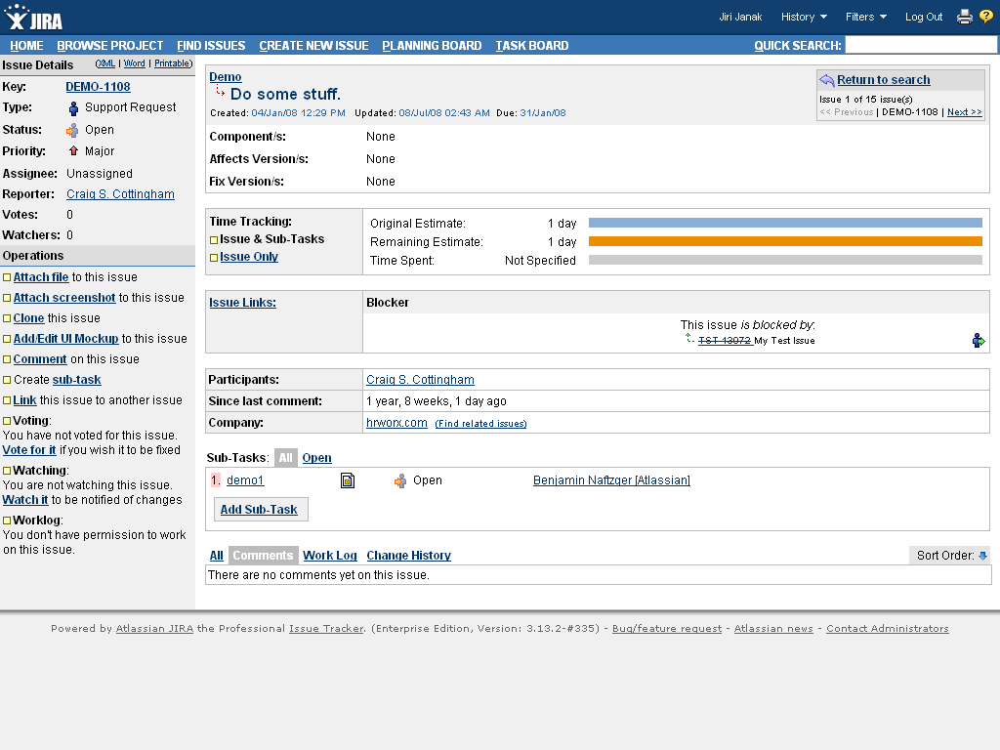 JIRA
Jiri Janak History Filters Log Out
HOME BROWSE PROJECT FIND ISSUES CREATE NEW ISSUE PLANNING BOARD TASK BOARD QUICK SEARCH:
Issue Details (XML | Word | Printable)
Key: DEMO-1108
Type: Support Request
Status: Open
Priority: Major
Assignee: Unassigned
Reporter: Craig S. Cottingham
Votes: 0
Watchers: 0
Operations
Attach file to this issue
Attach screenshot to this issue
Clone this issue
Add/Edit UI Mockup to this issue
Comment on this issue
Create sub-task
Link this issue to another issue
Voting:
You have not voted for this issue.
Vote for it if you wish it to be fixed
Watching:
You are not watching this issue.
Watch it to be notified of changes
Worklog:
You don't have permission to work
on this issue.
Demo
Do some stuff.
Created: 04/Jan/08 12:29 PM Updated: 08/Jul/08 02:43 AM Due: 31/Jan/08
Return to search
Issue 1 of 15 issue(s)
<< Previous | DEMO-1108 | Next >>
Component/s: None
Affects Version/s: None
Fix Version/s: None
Time Tracking:
Issue & Sub-Tasks
Issue Only
Original Estimate: 1 day
Remaining Estimate: 1 day
Time Spent: Not Specified
Issue Links: Blocker
This issue is blocked by:
TST-13072 My Test Issue
Participants: Craig S. Cottingham
Since last comment: 1 year, 8 weeks, 1 day ago
Company: hrworx.com (Find related issues)
Sub-Tasks: All Open
1. demo1 Open Benjamin Naftzger [Atlassian]
Add Sub-Task
All Comments Work Log Change History Sort Order:
There are no comments yet on this issue.
Powered by Atlassian JIRA the Professional Issue Tracker. (Enterprise Edition, Version: 3.13.2-#335) - Bug/feature request - Atlassian news - Contact Administrators